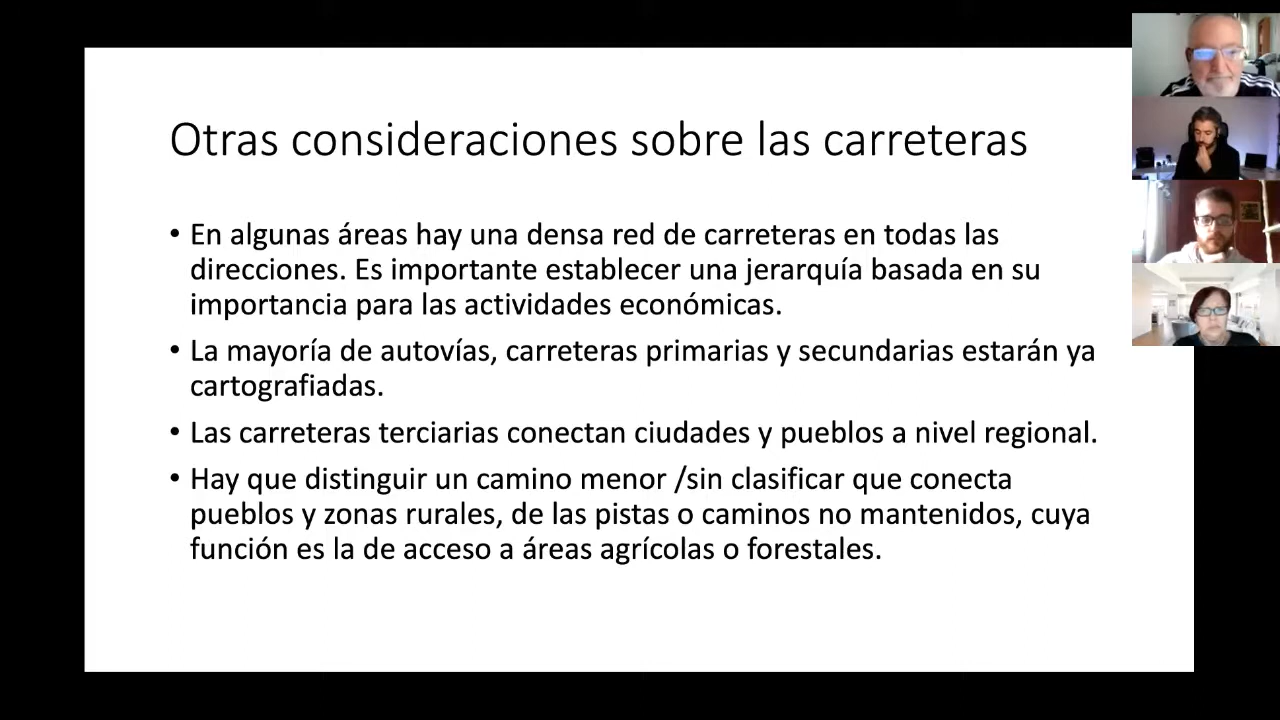 Otras consideraciones sobre las carreteras
• En algunas áreas hay una densa red de carreteras en todas las
direcciones. Es importante establecer una jerarquía basada en su
importancia para las actividades económicas.
• La mayoría de autovías, carreteras primarias y secundarias estarán ya
cartografiadas.
• Las carreteras terciarias conectan ciudades y pueblos a nivel regional.
• Hay que distinguir un camino menor /sin clasificar que conecta
pueblos y zonas rurales, de las pistas o caminos no mantenidos, cuya
función es la de acceso a áreas agrícolas o forestales.